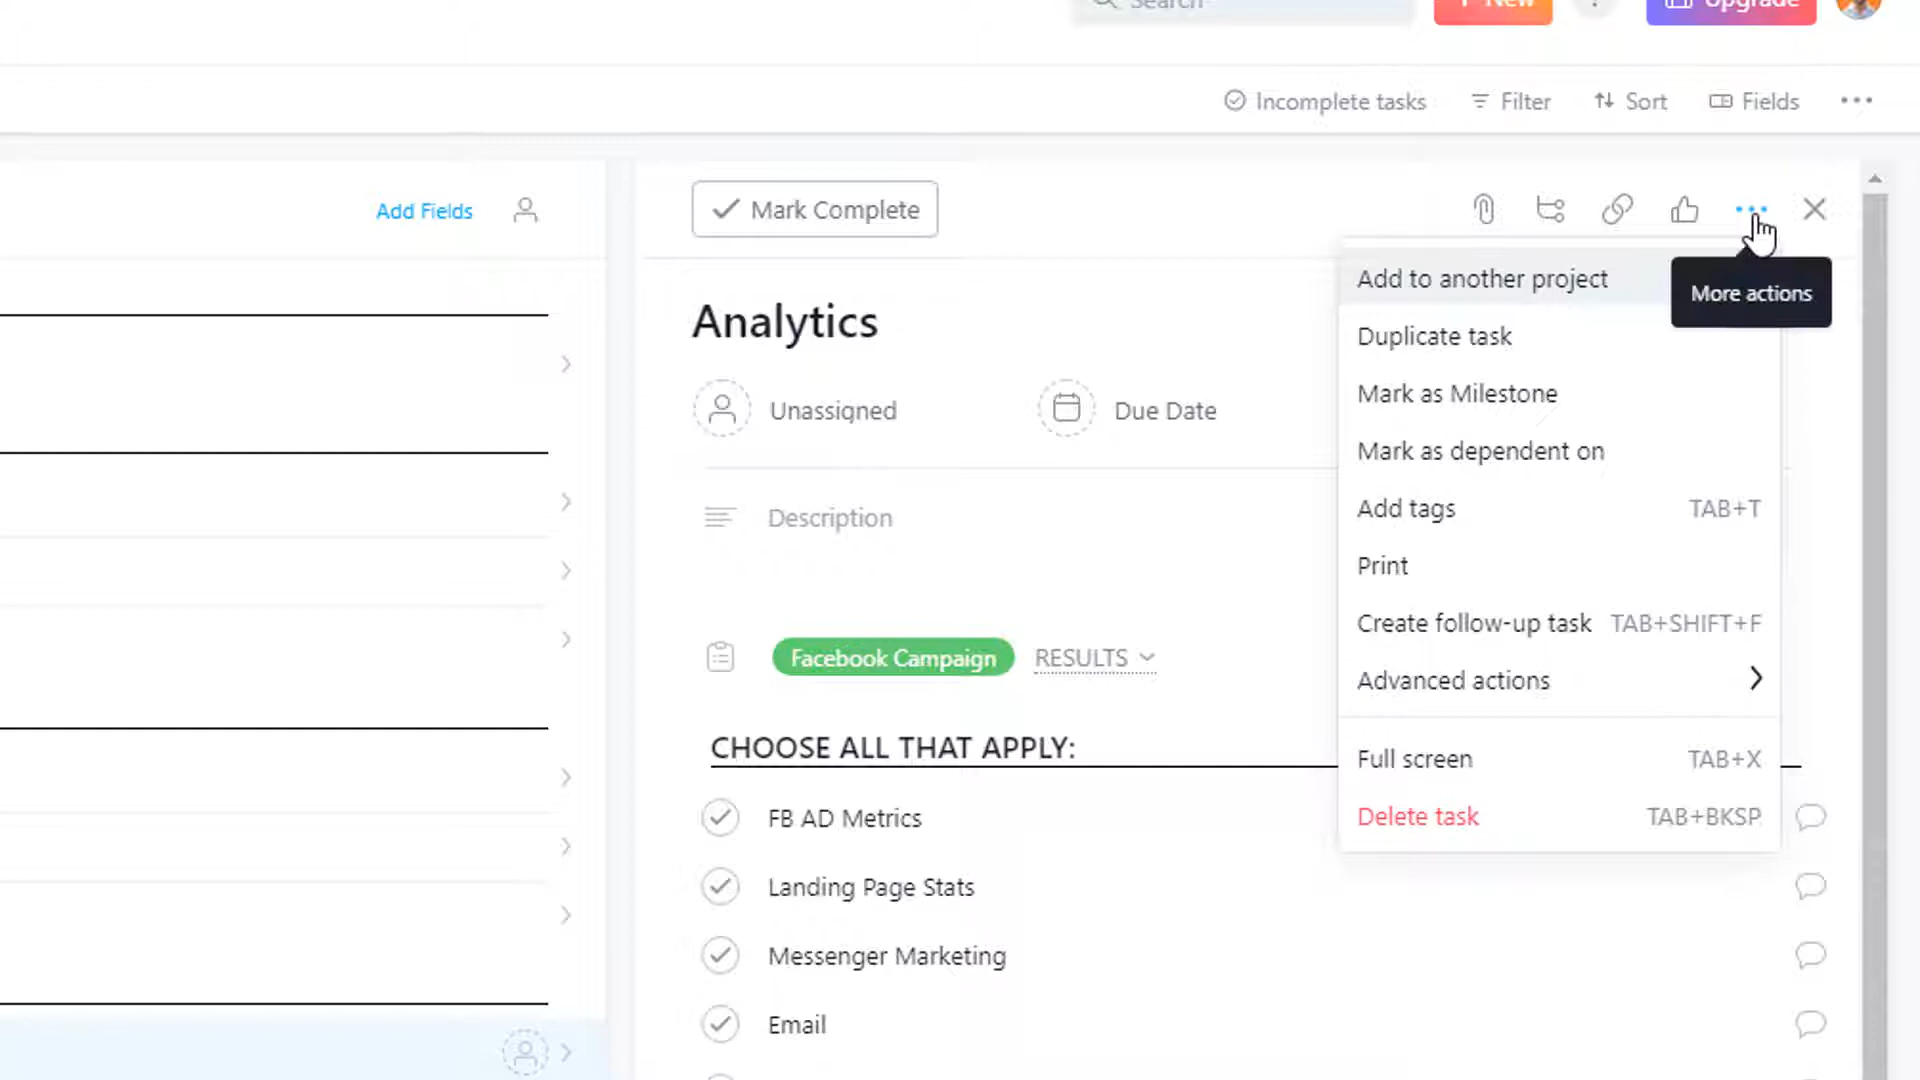 Search
+ New
?
Upgrade
Incomplete tasks
Filter
Sort
Fields
Add Fields
Mark Complete
Add to another project
More actions
Analytics
Duplicate task
Mark as Milestone
Unassigned
Due Date
Mark as dependent on
Add tags TAB+T
Description
Print
Create follow-up task TAB+SHIFT+F
Facebook Campaign RESULTS
Advanced actions
CHOOSE ALL THAT APPLY:
Full screen TAB+X
FB AD Metrics
Delete task TAB+BKSP
Landing Page Stats
Messenger Marketing
Email